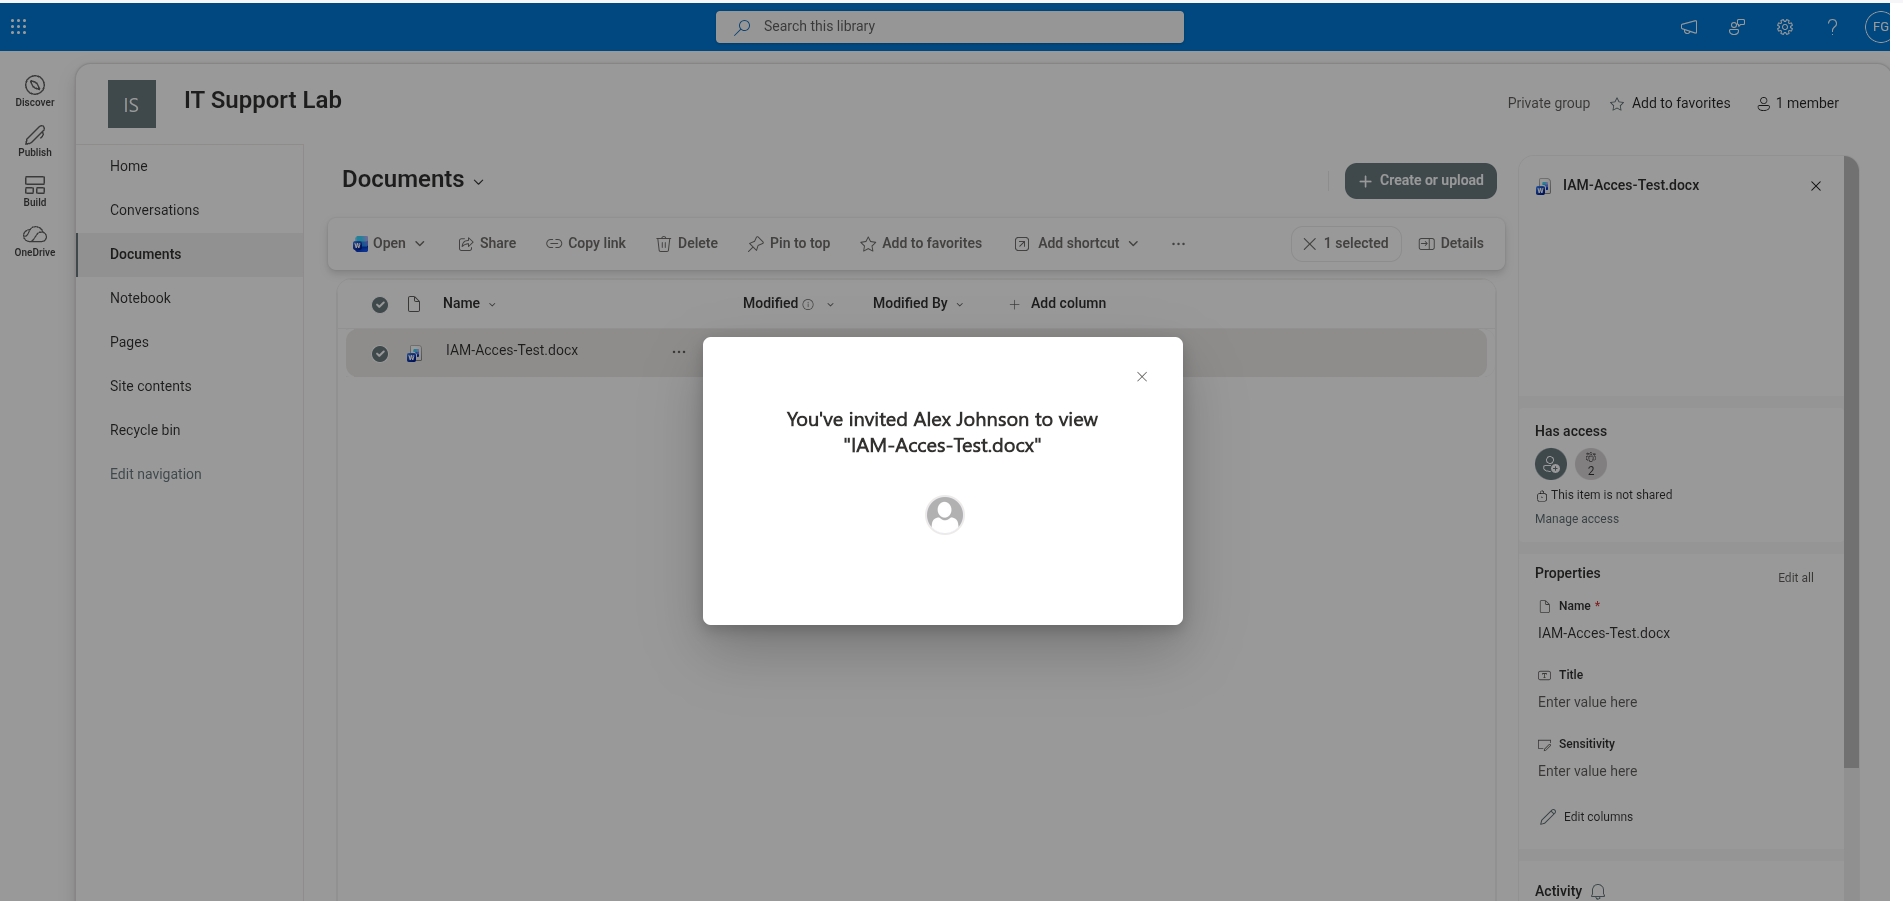 Search this library
FG
Discover
Publish
Build
OneDrive
IS
IT Support Lab
Private group
Add to favorites
1 member
Home
Conversations
Documents
Notebook
Pages
Site contents
Recycle bin
Edit navigation
Documents
Create or upload
Open
Share
Copy link
Delete
Pin to top
Add to favorites
Add shortcut
1 selected
Details
Name
Modified
Modified By
Add column
IAM-Acces-Test.docx
You've invited Alex Johnson to view
"IAM-Acces-Test.docx"
IAM-Acces-Test.docx
Has access
2
This item is not shared
Manage access
Properties
Edit all
Name *
IAM-Acces-Test.docx
Title
Enter value here
Sensitivity
Enter value here
Edit columns
Activity